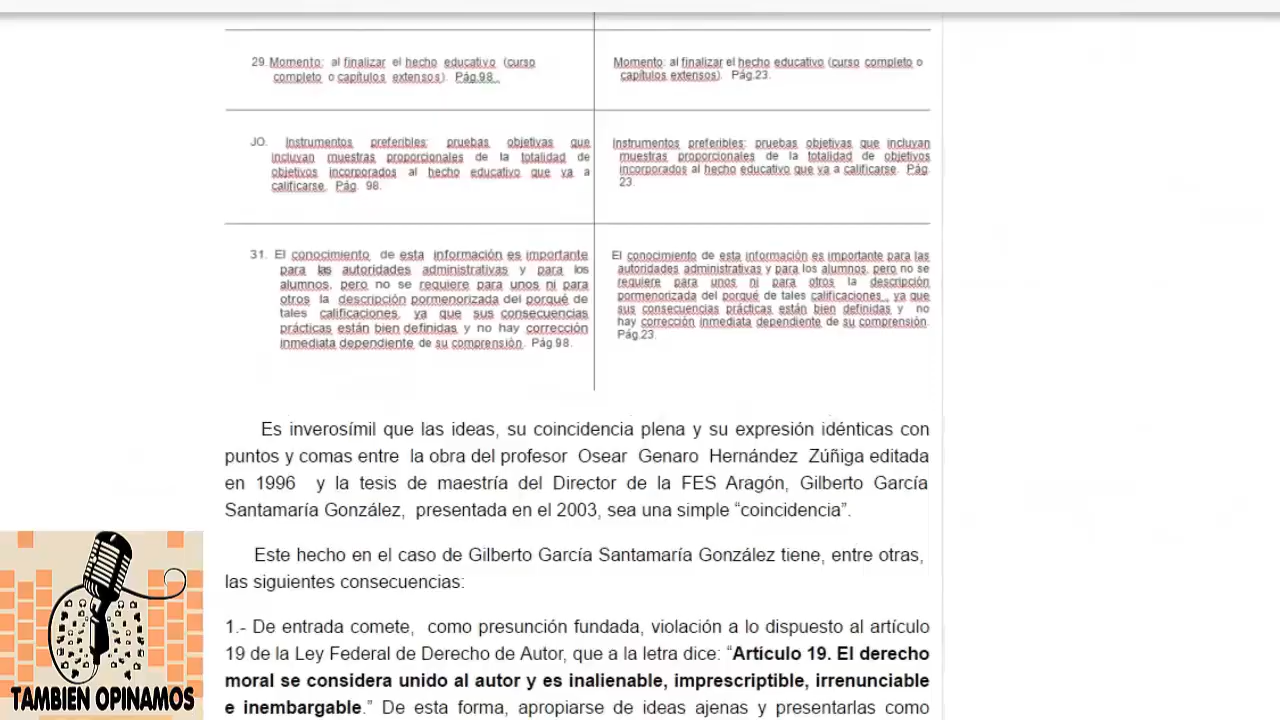 29. Momento: al finalizar el hecho educativo (curso
completo o capítulos extensos). Pág.98..
Momento: al finalizar el hecho educativo (curso completo o
capítulos extensos). Pág.23.
JO. Instrumentos preferibles: pruebas objetivas que
incluyan muestras proporcionales de la totalidad de
objetivos incorporados al hecho educativo que va a
calificarse. Pág. 98.
Instrumentos preferibles: pruebas objetivas que incluyan
muestras proporcionales de la totalidad de objetivos
incorporados al hecho educativo que va a calificarse. Pág.
23.
31. El conocimiento de esta información es importante
para las autoridades administrativas y para los
alumnos, pero no se requiere para unos ni para
otros la descripción pormenorizada del porqué de
tales calificaciones, ya que sus consecuencias
prácticas están bien definidas y no hay corrección
inmediata dependiente de su comprensión. Pág.98.
El conocimiento de esta información es importante para las
autoridades administrativas y para los alumnos, pero no se
requiere para unos ni para otros la descripción
pormenorizada del porqué de tales calificaciones., ya que
sus consecuencias prácticas están bien definidas y no
hay corrección inmediata dependiente de su comprensión.
Pág.23.
Es inverosímil que las ideas, su coincidencia plena y su expresión idénticas con
puntos y comas entre la obra del profesor Osear Genaro Hernández Zúñiga editada
en 1996 y la tesis de maestría del Director de la FES Aragón, Gilberto García
Santamaría González, presentada en el 2003, sea una simple “coincidencia”.
Este hecho en el caso de Gilberto García Santamaría González tiene, entre otras,
las siguientes consecuencias:
1.- De entrada comete, como presunción fundada, violación a lo dispuesto al artículo
19 de la Ley Federal de Derecho de Autor, que a la letra dice: “Artículo 19. El derecho
moral se considera unido al autor y es inalienable, imprescriptible, irrenunciable
e inembargable.” De esta forma, apropiarse de ideas ajenas y presentarlas como
TAMBIEN OPINAMOS